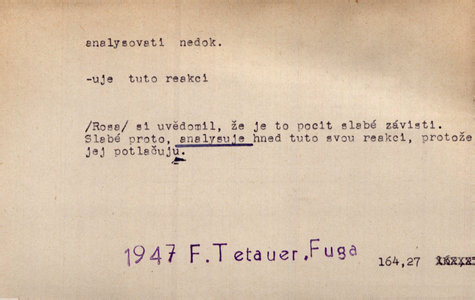 analysovati nedok.
-uje tuto reakci
/Rosa/ si uvědomil, že je to pocit slabé závisti.
Slabé proto, analysuje hned tuto svou reakci, protože
jej potlačuju.
1947 F. Tetauer, Fuga
164,27